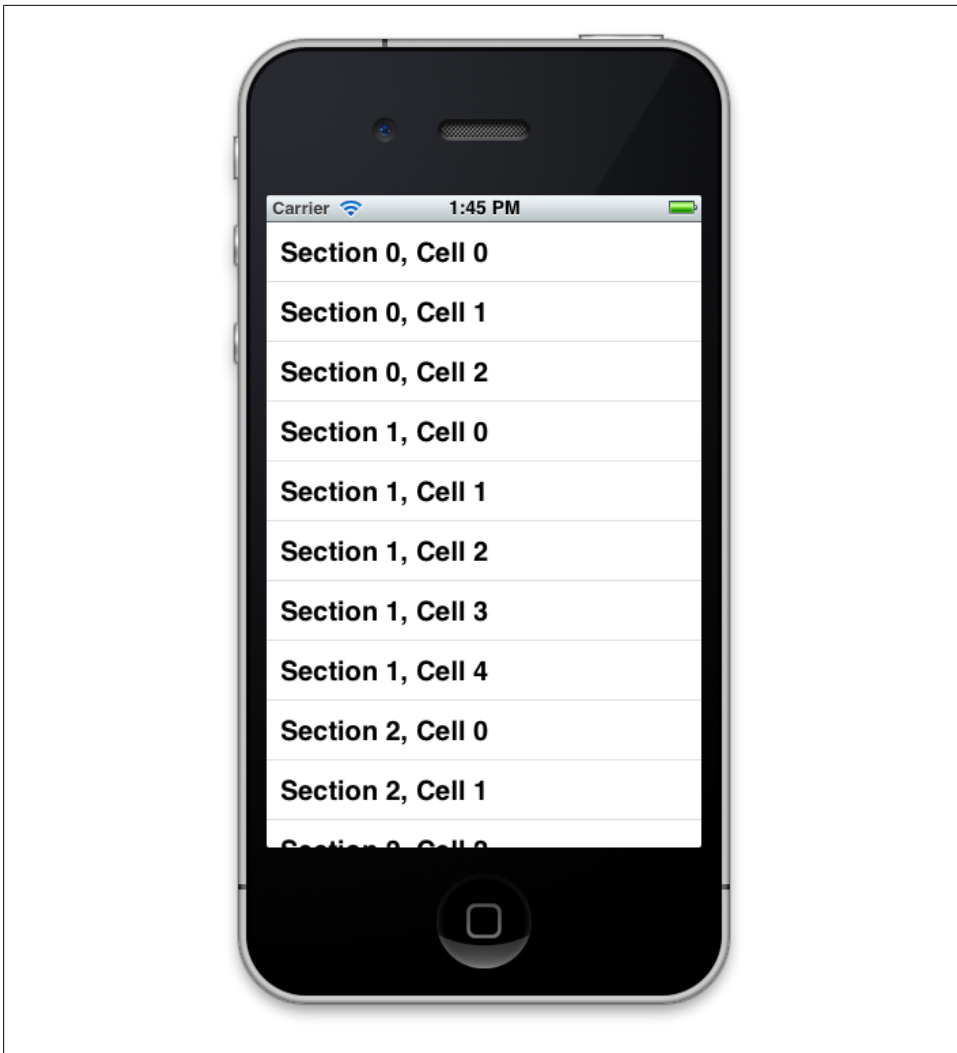 Carrier 1:45 PM
Section 0, Cell 0
Section 0, Cell 1
Section 0, Cell 2
Section 1, Cell 0
Section 1, Cell 1
Section 1, Cell 2
Section 1, Cell 3
Section 1, Cell 4
Section 2, Cell 0
Section 2, Cell 1